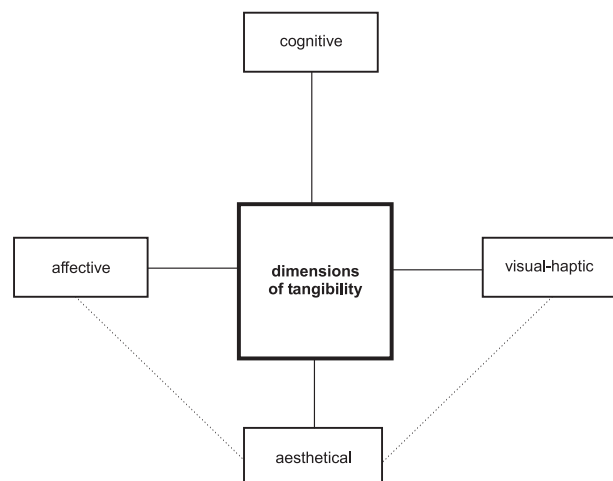 cognitive
affective
dimensions
of tangibility
visual-haptic
aesthetical